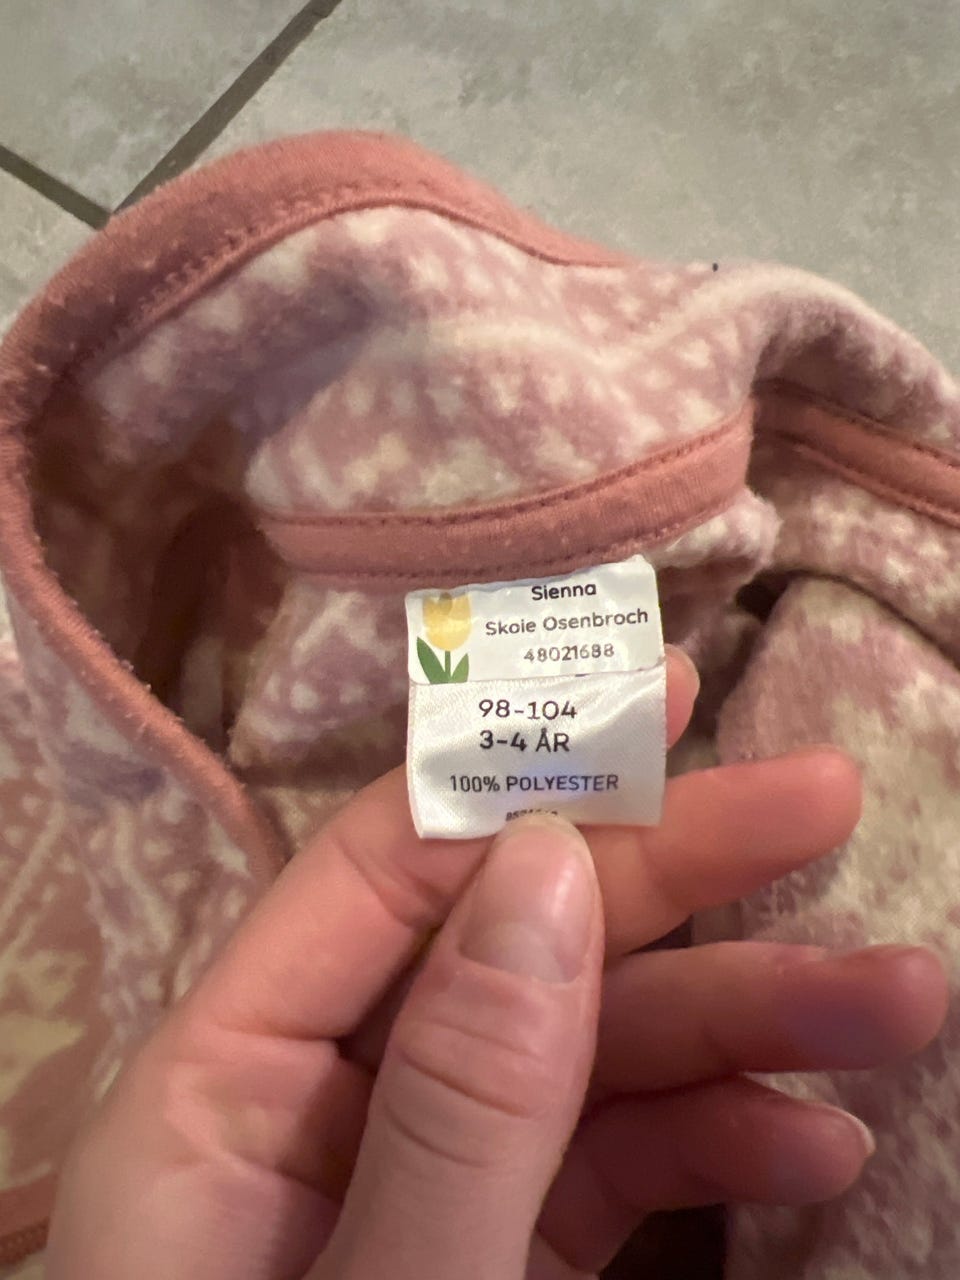 Sienna
Skoie Osenbroch
48021688
98-104
3-4 ÅR
100% POLYESTER